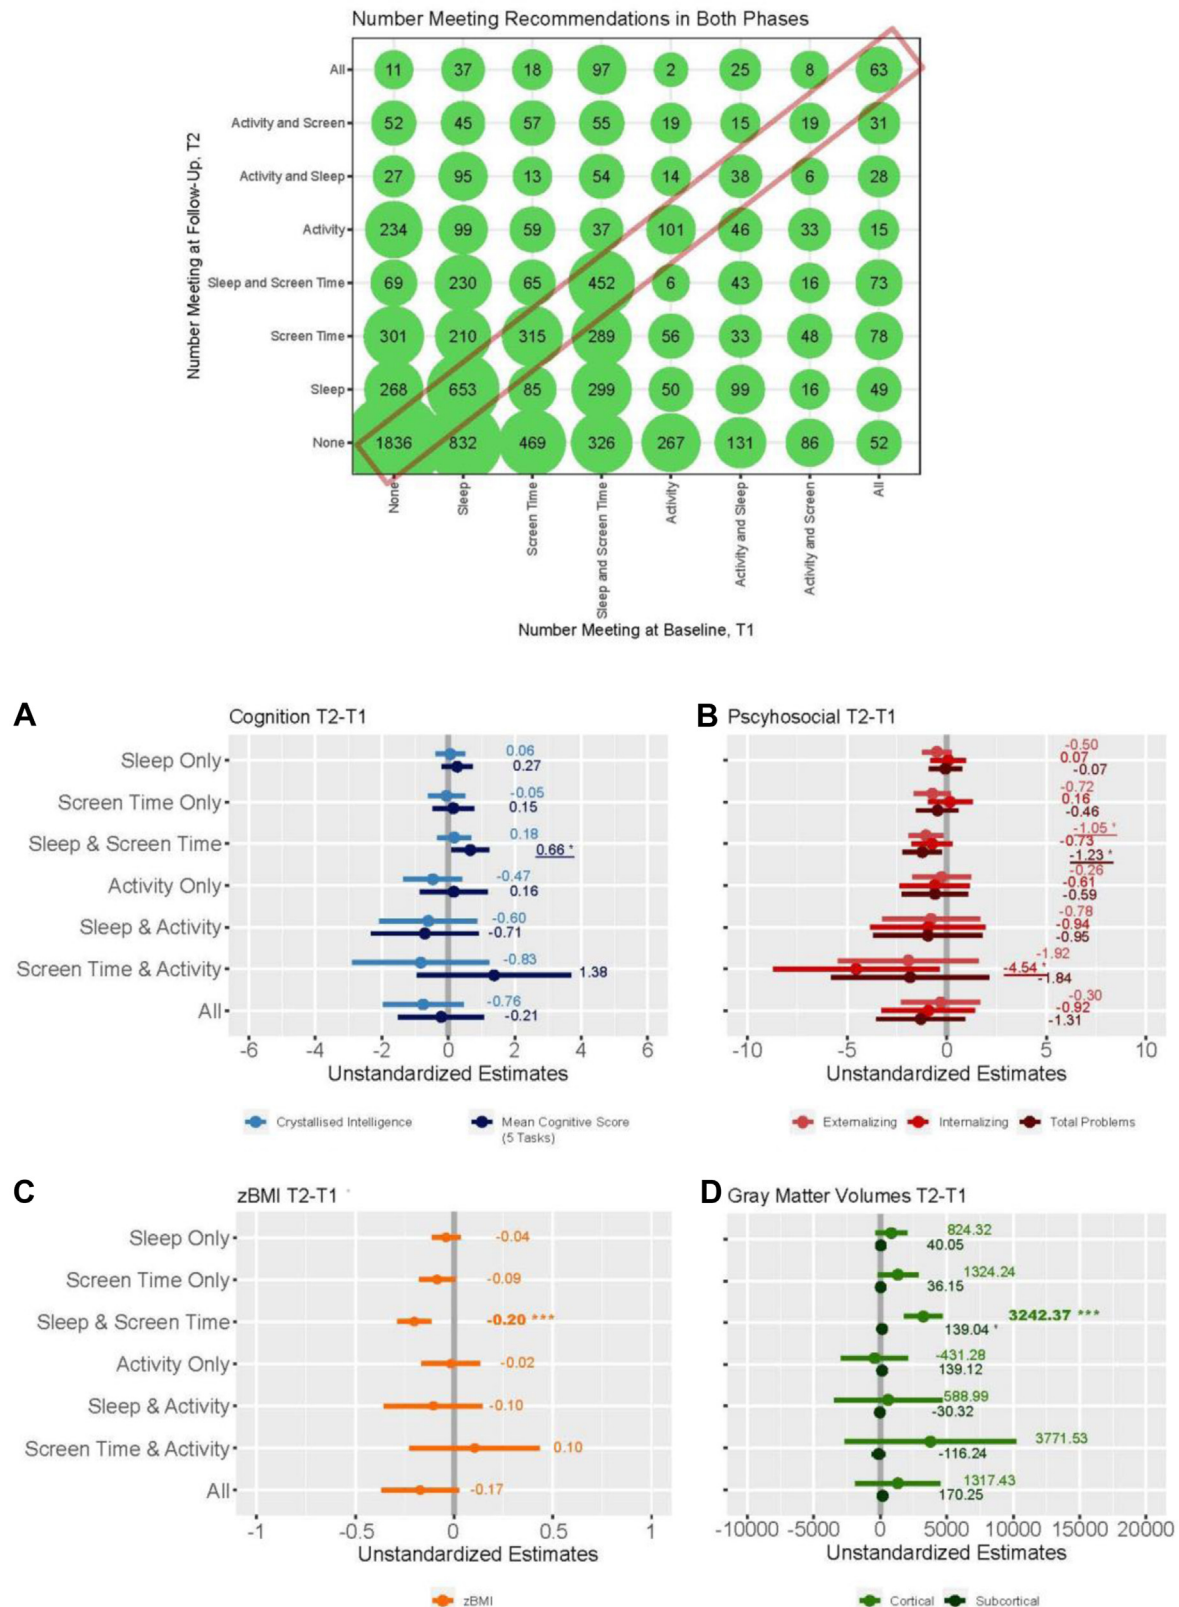 Number Meeting Recommendations in Both Phases
Number Meeting at Follow-Up, T2
All 11 37 18 97 2 25 8 63
Activity and Screen 52 45 57 55 19 15 19 31
Activity and Sleep 27 95 13 54 14 38 6 28
Activity 234 99 59 37 101 46 33 15
Sleep and Screen Time 69 230 65 452 6 43 16 73
Screen Time 301 210 315 289 56 33 48 78
Sleep 268 653 85 299 50 99 16 49
None 1836 832 469 326 267 131 86 52
None
Sleep
Screen Time
Sleep and Screen Time
Activity
Activity and Sleep
Activity and Screen
All
Number Meeting at Baseline, T1
A
Cognition T2-T1
Sleep Only 0.06
0.27
Screen Time Only -0.05
0.15
Sleep & Screen Time 0.18
0.66 *
Activity Only -0.47
0.16
Sleep & Activity -0.60
-0.71
Screen Time & Activity -0.83
1.38
All -0.76
-0.21
-6 -4 -2 0 2 4 6
Unstandardized Estimates
Crystallised Intelligence
Mean Cognitive Score
(5 Tasks)
B
Pscyhosocial T2-T1
-0.50
0.07
-0.07
-0.72
0.16
-0.46
-1.05 *
-0.73
-1.23 *
-0.26
-0.61
-0.59
-0.78
-0.94
-0.95
-1.92
-4.54 *
-1.84
-0.30
-0.92
-1.31
-10 -5 0 5 10
Unstandardized Estimates
Externalizing Internalizing Total Problems
C
zBMI T2-T1 *
Sleep Only -0.04
Screen Time Only -0.09
Sleep & Screen Time -0.20 ***
Activity Only -0.02
Sleep & Activity -0.10
Screen Time & Activity 0.10
All -0.17
-1 -0.5 0 0.5 1
Unstandardized Estimates
zBMI
D
Gray Matter Volumes T2-T1
824.32
40.05
1324.24
36.15
3242.37 ***
139.04 *
-431.28
139.12
588.99
-30.32
3771.53
-116.24
1317.43
170.25
-10000 -5000 0 5000 10000 15000 20000
Unstandardized Estimates
Cortical Subcortical